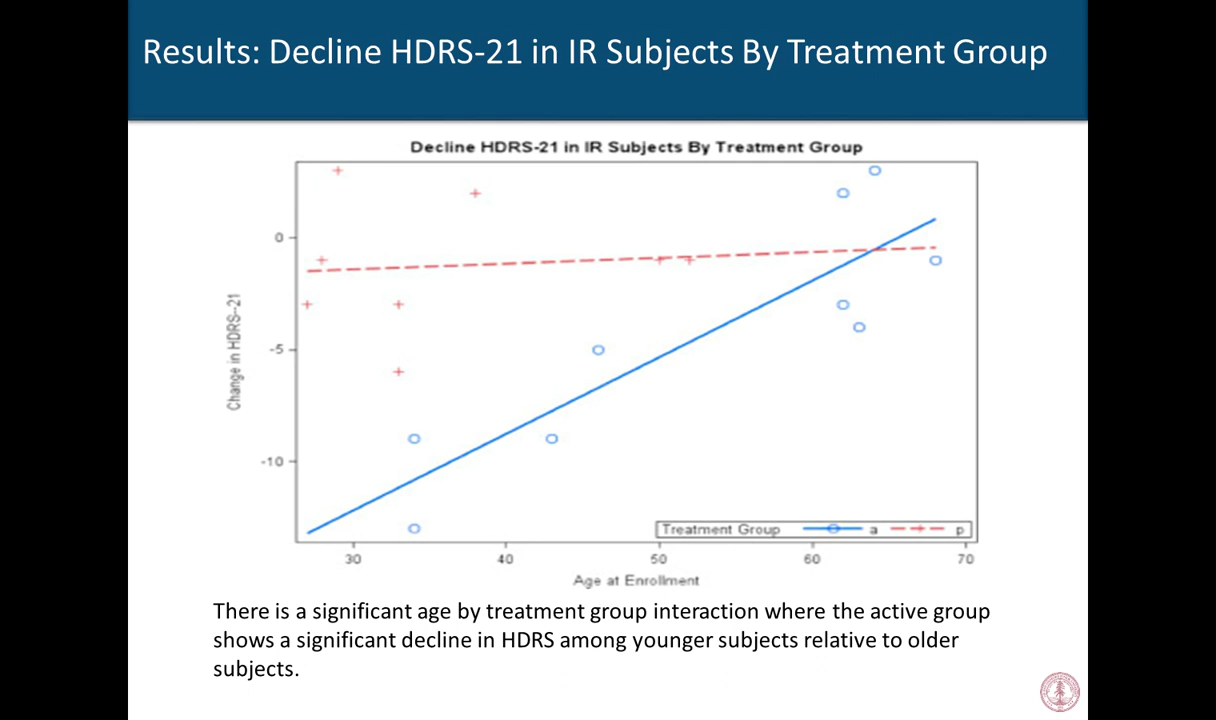 Results: Decline HDRS-21 in IR Subjects By Treatment Group
Decline HDRS-21 in IR Subjects By Treatment Group
Change in HDRS--21
0
-5
-10
Treatment Group a p
30 40 50 60 70
Age at Enrollment
There is a significant age by treatment group interaction where the active group
shows a significant decline in HDRS among younger subjects relative to older
subjects.